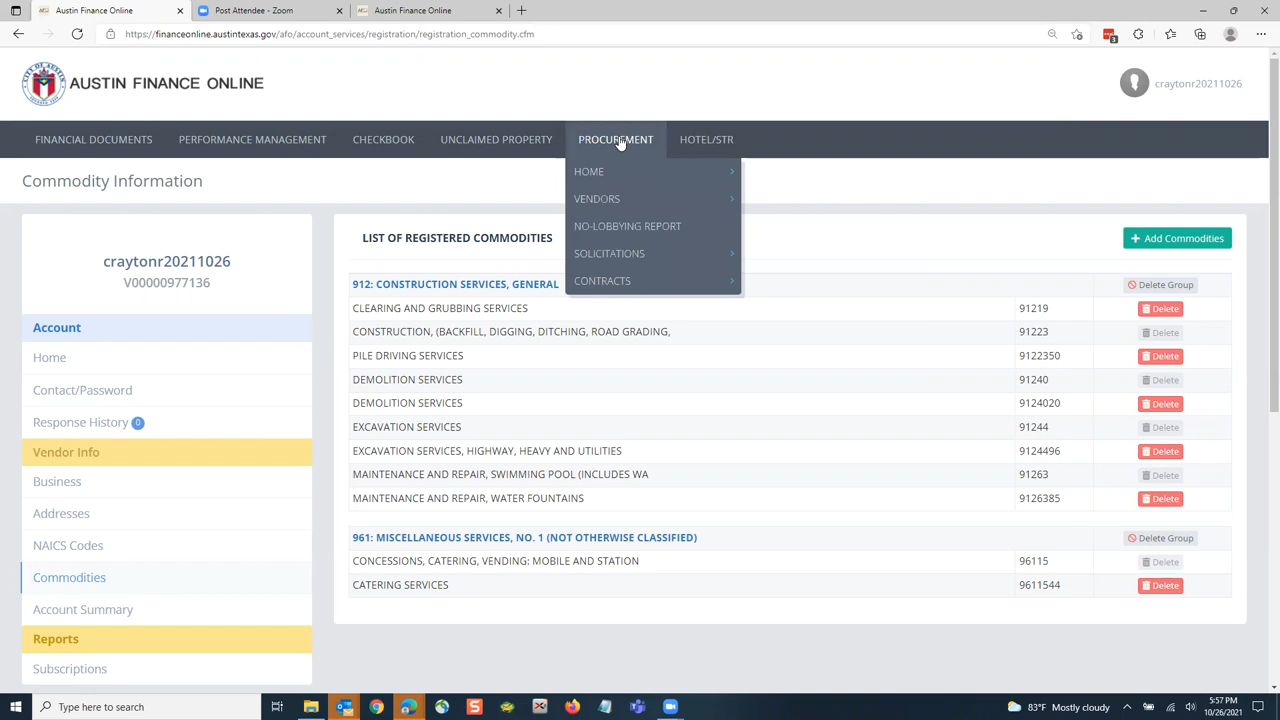 Austin Finance Online
Post Attendee - Zoom
Austin Finance Online
https://financeonline.austintexas.gov/afo/account_services/registration/registration_commodity.cfm
3
AUSTIN FINANCE ONLINE
craytonr20211026
FINANCIAL DOCUMENTS
PERFORMANCE MANAGEMENT
CHECKBOOK
UNCLAIMED PROPERTY
PROCUREMENT
HOTEL/STR
HOME
VENDORS
NO-LOBBYING REPORT
SOLICITATIONS
CONTRACTS
Commodity Information
craytonr20211026
V00000977136
Account
Home
Contact/Password
Response History 0
Vendor Info
Business
Addresses
NAICS Codes
Commodities
Account Summary
Reports
Subscriptions
LIST OF REGISTERED COMMODITIES
+ Add Commodities
912: CONSTRUCTION SERVICES, GENERAL Delete Group
CLEARING AND GRUBBING SERVICES 91219 Delete
CONSTRUCTION, (BACKFILL, DIGGING, DITCHING, ROAD GRADING, 91223 Delete
PILE DRIVING SERVICES 9122350 Delete
DEMOLITION SERVICES 91240 Delete
DEMOLITION SERVICES 9124020 Delete
EXCAVATION SERVICES 91244 Delete
EXCAVATION SERVICES, HIGHWAY, HEAVY AND UTILITIES 9124496 Delete
MAINTENANCE AND REPAIR, SWIMMING POOL (INCLUDES WA 91263 Delete
MAINTENANCE AND REPAIR, WATER FOUNTAINS 9126385 Delete
961: MISCELLANEOUS SERVICES, NO. 1 (NOT OTHERWISE CLASSIFIED) Delete Group
CONCESSIONS, CATERING, VENDING: MOBILE AND STATION 96115 Delete
CATERING SERVICES 9611544 Delete
Type here to search
83°F Mostly cloudy
5:57 PM
10/26/2021